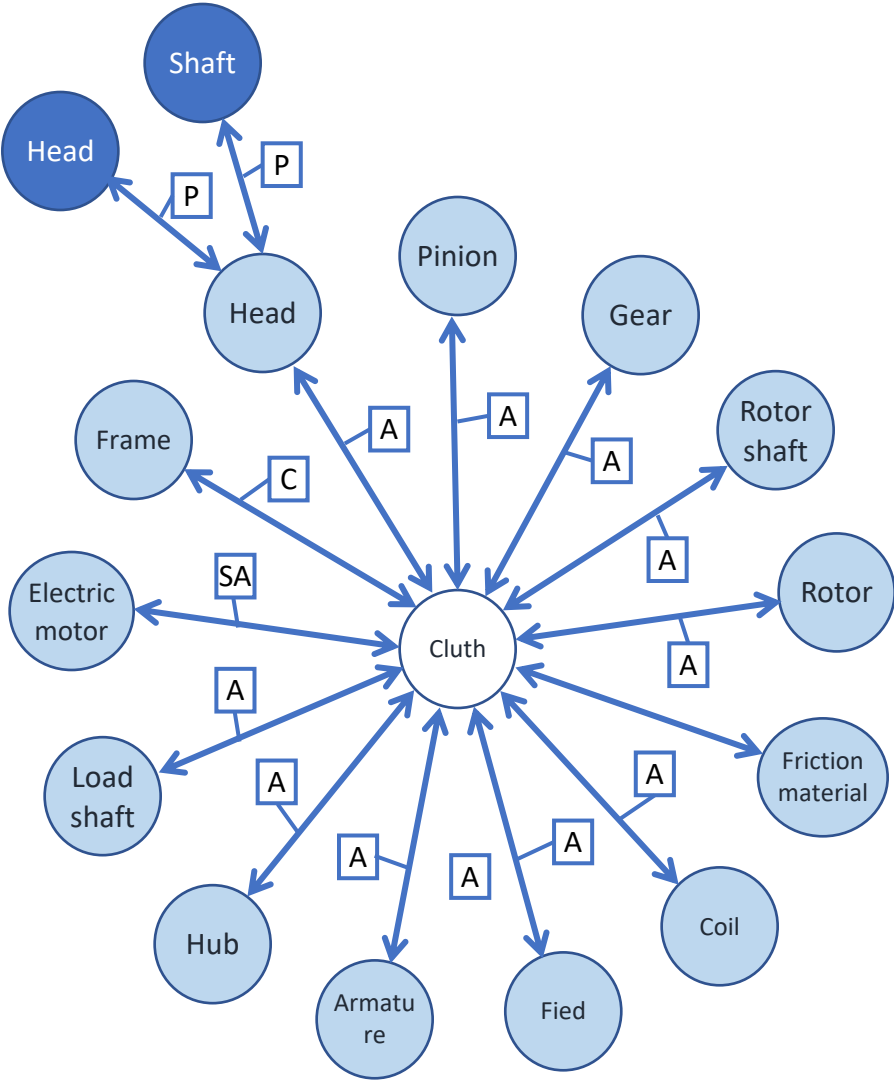 Shaft
Head
P
P
Pinion
Head
Gear
Rotor
shaft
A
A
Frame
A
C
A
SA
Electric
motor
Rotor
Cluth
A
A
Load
shaft
Friction
material
A
A
A
A
A
Hub
Coil
Armatu
re
Fied